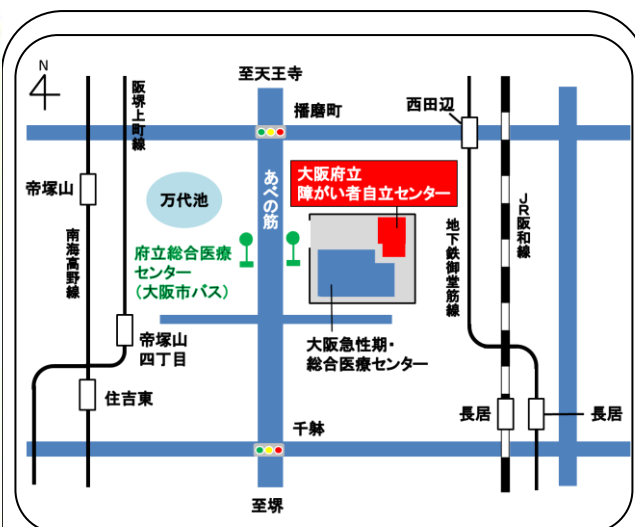 N
至天王寺
阪堺上町線
播磨町
西田辺
帝塚山
万代池
あべの筋
大阪府立
障がい者自立センター
JR阪和線
南海高野線
府立総合医療
センター
（大阪市バス）
地下鉄御堂筋線
帝塚山
四丁目
大阪急性期・
総合医療センター
住吉東
長居
長居
千躰
至堺